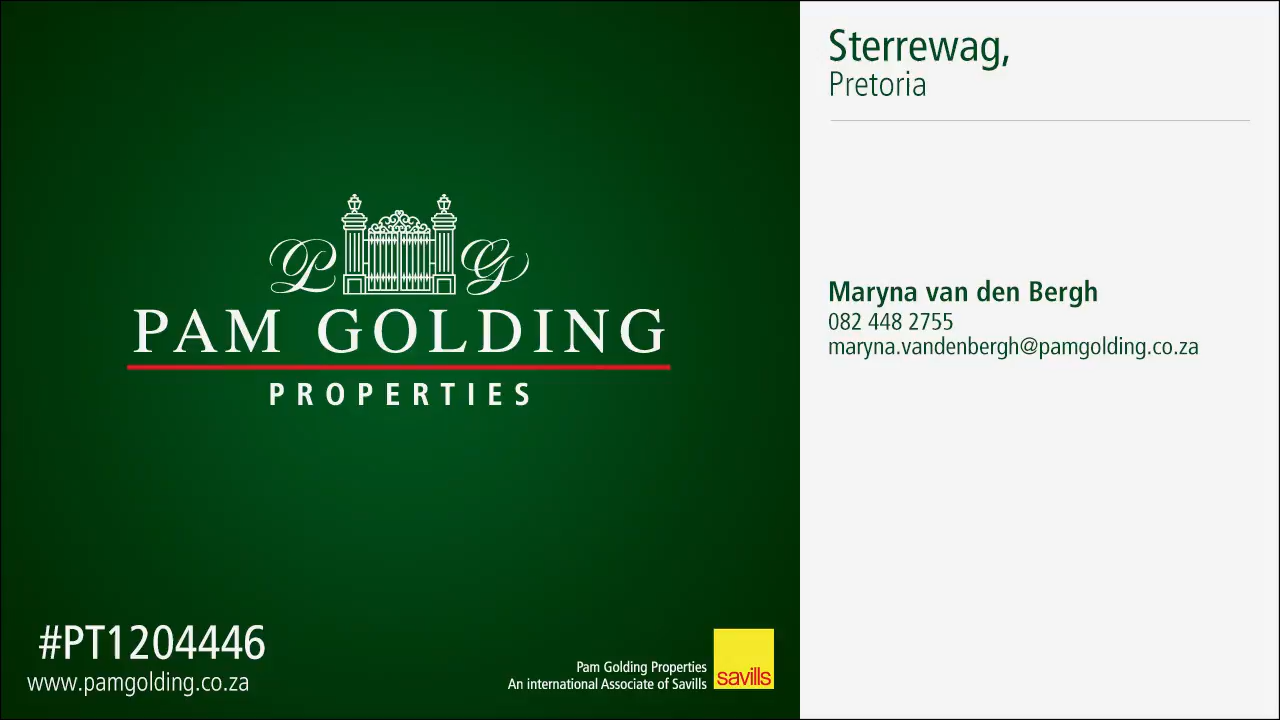 Sterrewag,
Pretoria
P G
PAM GOLDING
PROPERTIES
Maryna van den Bergh
082 448 2755
maryna.vandenbergh@pamgolding.co.za
#PT1204446
www.pamgolding.co.za
Pam Golding Properties
An international Associate of Savills
savills